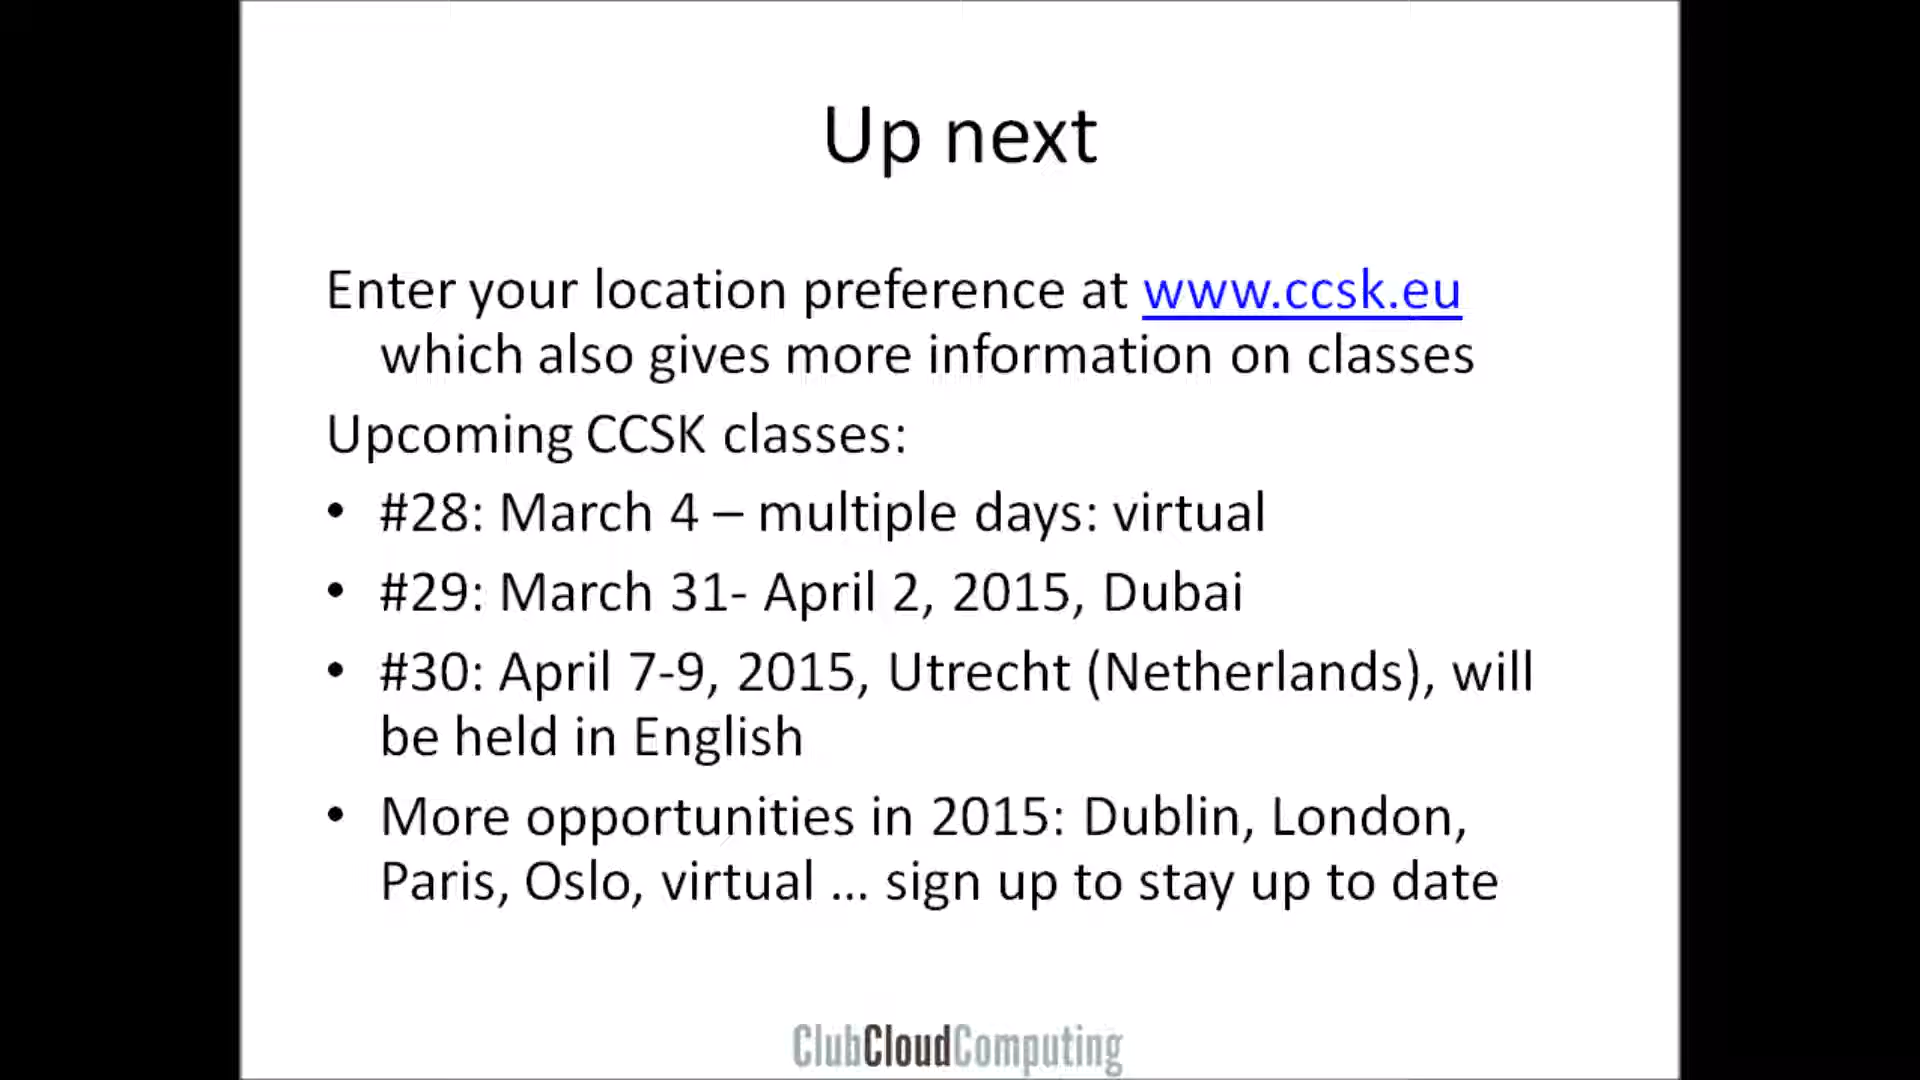 Up next
Enter your location preference at www.ccsk.eu
which also gives more information on classes
Upcoming CCSK classes:
• #28: March 4 – multiple days: virtual
• #29: March 31- April 2, 2015, Dubai
• #30: April 7-9, 2015, Utrecht (Netherlands), will
be held in English
• More opportunities in 2015: Dublin, London,
Paris, Oslo, virtual ... sign up to stay up to date
ClubCloudComputing